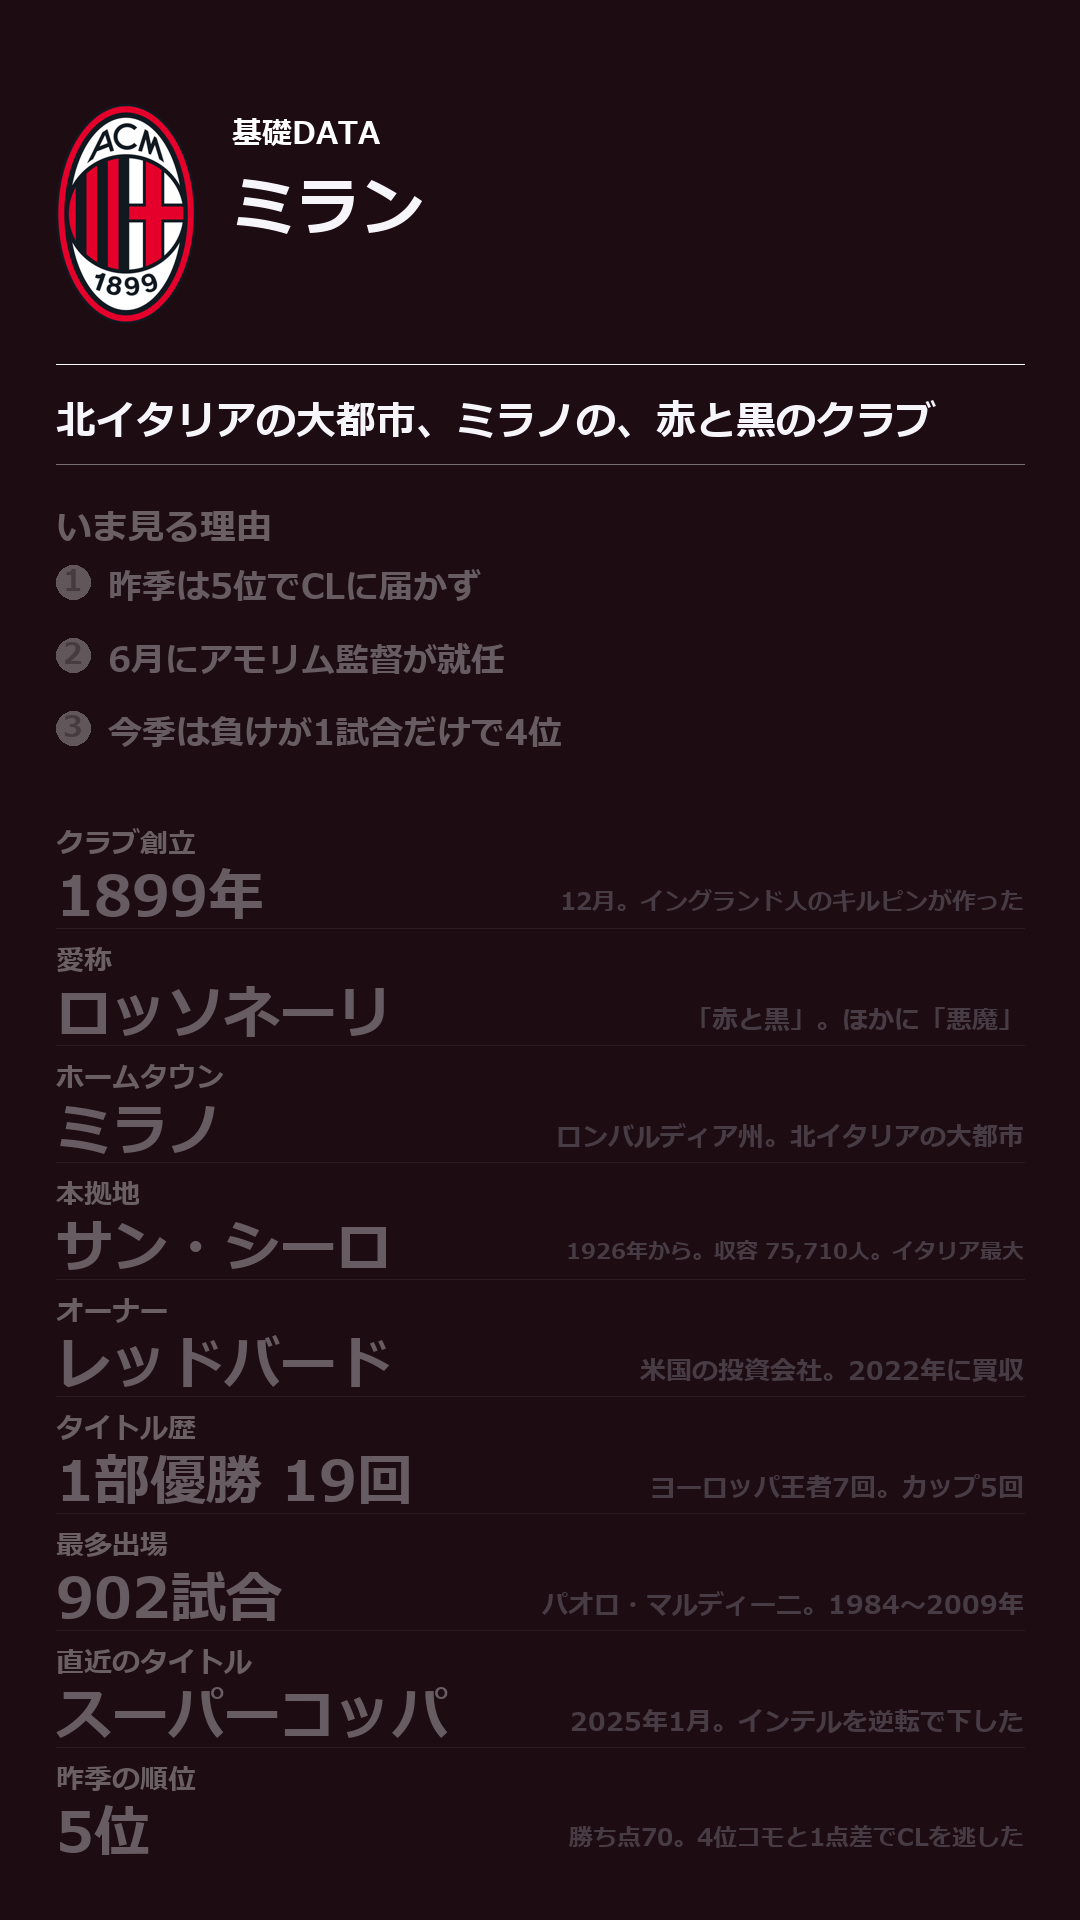 ACM
1899
基礎DATA
ミラン
北イタリアの大都市、ミラノの、赤と黒のクラブ
いま見る理由
1 昨季は5位でCLに届かず
2 6月にアモリム監督が就任
3 今季は負けが1試合だけで4位
クラブ創立
1899年 12月。イングランド人のキルピンが作った
愛称
ロッソネーリ 「赤と黒」。ほかに「悪魔」
ホームタウン
ミラノ ロンバルディア州。北イタリアの大都市
本拠地
サン・シーロ 1926年から。収容 75,710人。イタリア最大
オーナー
レッドバード 米国の投資会社。2022年に買収
タイトル歴
1部優勝 19回 ヨーロッパ王者7回。カップ5回
最多出場
902試合 パオロ・マルディーニ。1984〜2009年
直近のタイトル
スーパーコッパ 2025年1月。インテルを逆転で下した
昨季の順位
5位 勝ち点70。4位コモと1点差でCLを逃した